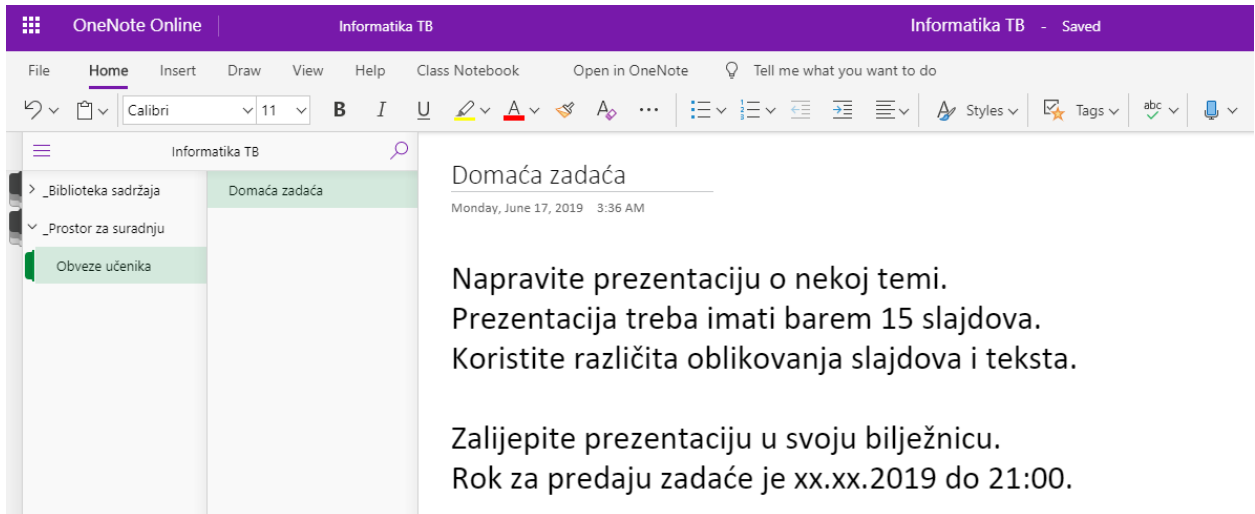 OneNote Online Informatika TB Informatika TB - Saved
File Home Insert Draw View Help Class Notebook Open in OneNote Tell me what you want to do
Calibri 11 B I U A A Styles Tags abc
Informatika TB
_Biblioteka sadržaja
_Prostor za suradnju
Obveze učenika
Domaća zadaća
Domaća zadaća
Monday, June 17, 2019 3:36 AM
Napravite prezentaciju o nekoj temi.
Prezentacija treba imati barem 15 slajdova.
Koristite različita oblikovanja slajdova i teksta.
Zalijepite prezentaciju u svoju bilježnicu.
Rok za predaju zadaće je xx.xx.2019 do 21:00.